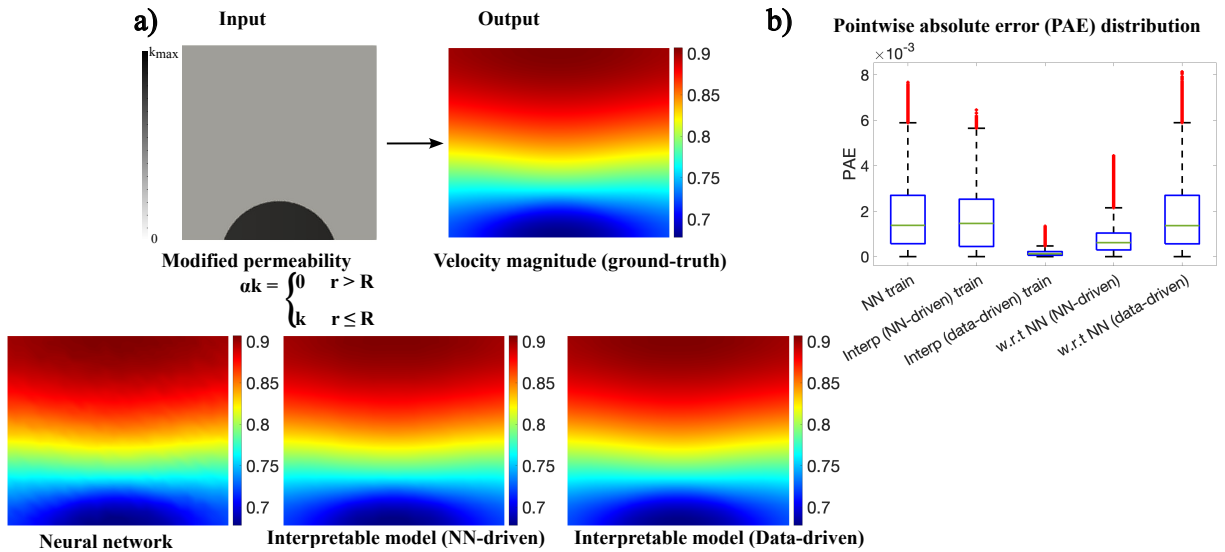 a)
Input
Output
k_max
0
0.9
0.85
0.8
0.75
0.7
Modified permeability
Velocity magnitude (ground-truth)
αk = { 0 r > R
k r ≤ R
b)
Pointwise absolute error (PAE) distribution
×10⁻³
8
6
4
2
0
PAE
NN train
Interp (NN-driven) train
Interp (data-driven) train
w.r.t NN (NN-driven)
w.r.t NN (data-driven)
0.9
0.85
0.8
0.75
0.7
Neural network
0.9
0.85
0.8
0.75
0.7
Interpretable model (NN-driven)
0.9
0.85
0.8
0.75
0.7
Interpretable model (Data-driven)